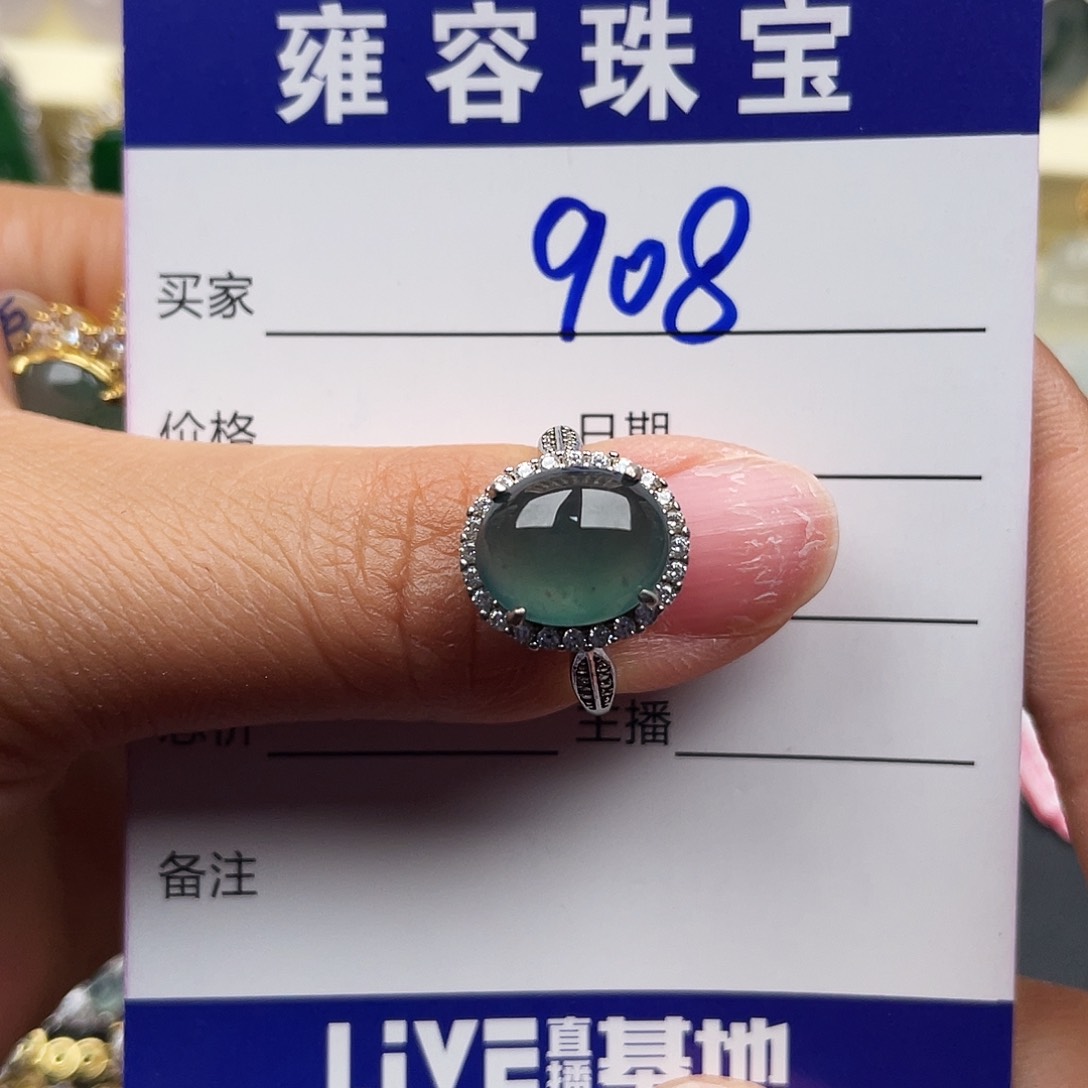 雍容珠宝
买家 908
价格 日期
主播
备注
LiVE直播基地